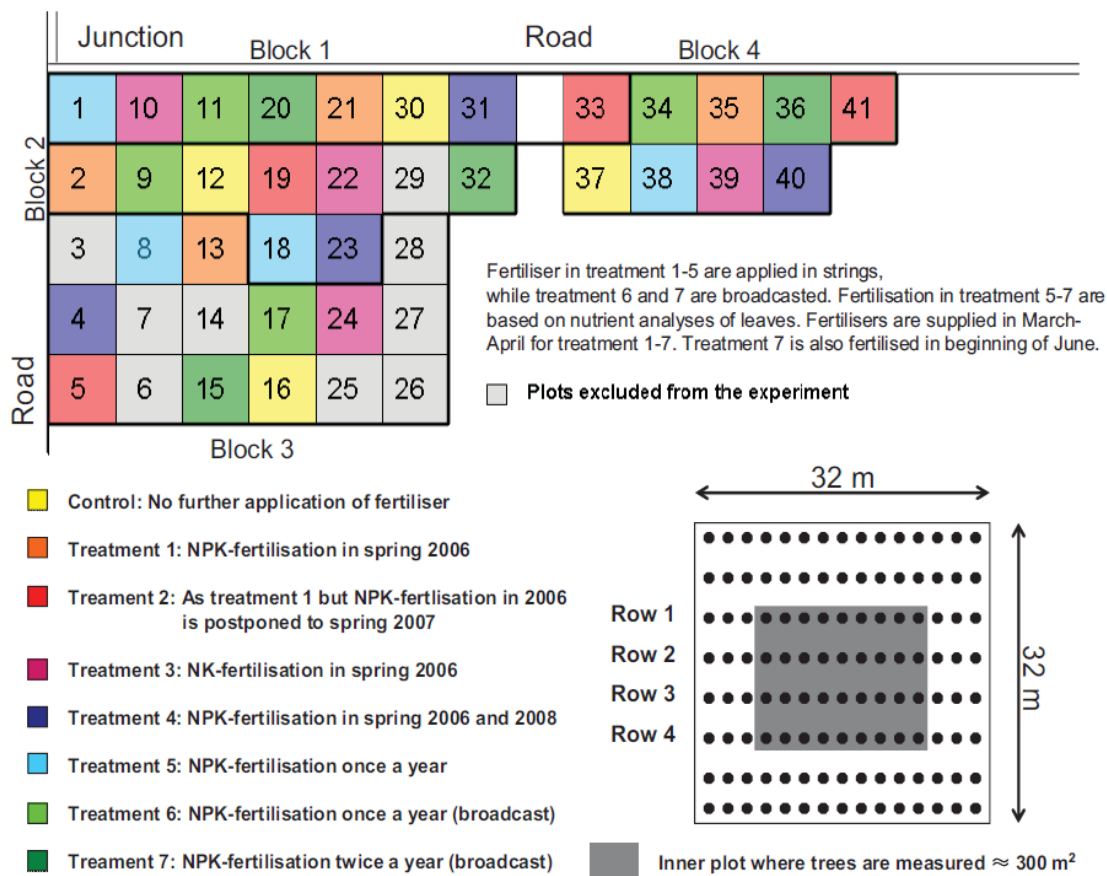 Junction
Block 1
Road
Block 4
1 10 11 20 21 30 31 33 34 35 36 41
Block 2
2 9 12 19 22 29 32 37 38 39 40
3 8 13 18 23 28
4 7 14 17 24 27
5 6 15 16 25 26
Road
Block 3
Fertiliser in treatment 1-5 are applied in strings,
while treatment 6 and 7 are broadcasted. Fertilisation in treatment 5-7 are
based on nutrient analyses of leaves. Fertilisers are supplied in March-
April for treatment 1-7. Treatment 7 is also fertilised in beginning of June.
Plots excluded from the experiment
Control: No further application of fertiliser
Treatment 1: NPK-fertilisation in spring 2006
Treament 2: As treatment 1 but NPK-fertlisation in 2006
is postponed to spring 2007
Treatment 3: NK-fertilisation in spring 2006
Treatment 4: NPK-fertilisation in spring 2006 and 2008
Treatment 5: NPK-fertilisation once a year
Treatment 6: NPK-fertilisation once a year (broadcast)
Treament 7: NPK-fertilisation twice a year (broadcast)
32 m
Row 1
Row 2
Row 3
Row 4
32 m
Inner plot where trees are measured ≈ 300 m²